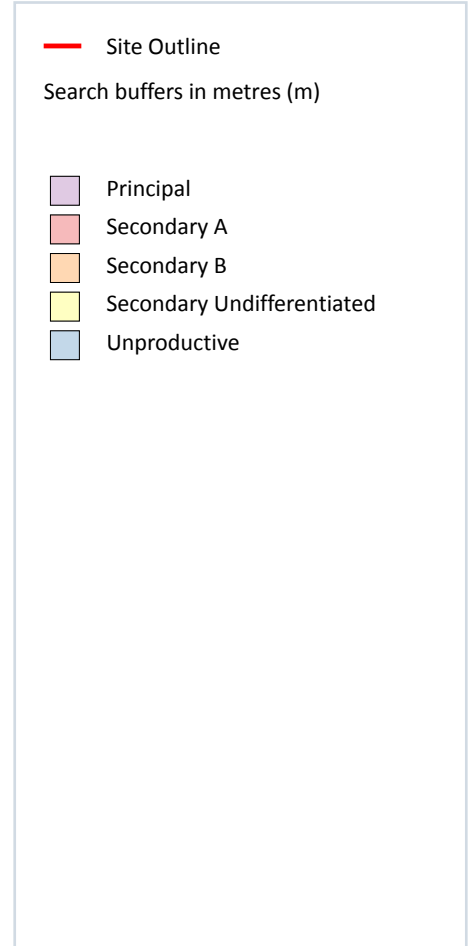 Site Outline
Search buffers in metres (m)
Principal
Secondary A
Secondary B
Secondary Undifferentiated
Unproductive